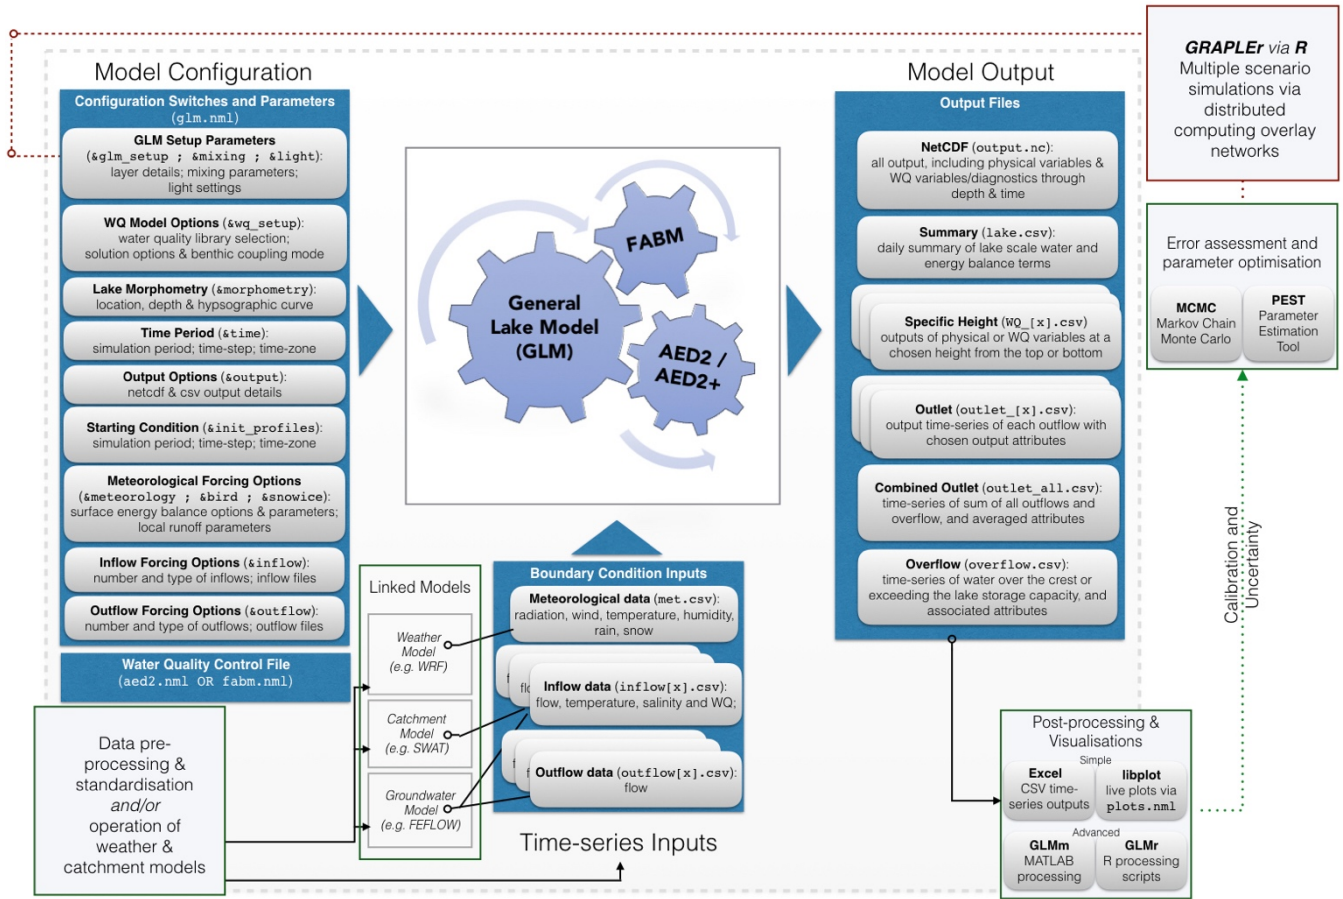 Model Configuration
Configuration Switches and Parameters
(glm.nml)
GLM Setup Parameters
(&glm_setup ; &mixing ; &light):
layer details; mixing parameters;
light settings
WQ Model Options (&wq_setup):
water quality library selection;
solution options & benthic coupling mode
Lake Morphometry (&morphometry):
location, depth & hypsographic curve
Time Period (&time):
simulation period; time-step; time-zone
Output Options (&output):
netcdf & csv output details
Starting Condition (&init_profiles):
simulation period; time-step; time-zone
Meteorological Forcing Options
(&meteorology ; &bird ; &snowice):
surface energy balance options & parameters;
local runoff parameters
Inflow Forcing Options (&inflow):
number and type of inflows; inflow files
Outflow Forcing Options (&outflow):
number and type of outflows; outflow files
Water Quality Control File
(aed2.nml OR fabm.nml)
Data pre-
processing &
standardisation
and/or
operation of
weather &
catchment models
General
Lake Model
(GLM)
FABM
AED2 /
AED2+
Linked Models
Weather
Model
(e.g. WRF)
Catchment
Model
(e.g. SWAT)
Groundwater
Model
(e.g. FEFLOW)
Boundary Condition Inputs
Meteorological data (met.csv):
radiation, wind, temperature, humidity,
rain, snow
Inflow data (inflow[x].csv):
flow, temperature, salinity and WQ;
Outflow data (outflow[x].csv):
flow
Time-series Inputs
Model Output
Output Files
NetCDF (output.nc):
all output, including physical variables &
WQ variables/diagnostics through
depth & time
Summary (lake.csv):
daily summary of lake scale water and
energy balance terms
Specific Height (WQ_[x].csv):
outputs of physical or WQ variables at a
chosen height from the top or bottom
Outlet (outlet_[x].csv):
output time-series of each outflow with
chosen output attributes
Combined Outlet (outlet_all.csv):
time-series of sum of all outflows and
overflow, and averaged attributes
Overflow (overflow.csv):
time-series of water over the crest or
exceeding the lake storage capacity, and
associated attributes
GRAPLEr via R
Multiple scenario
simulations via
distributed
computing overlay
networks
Error assessment and
parameter optimisation
MCMC
Markov Chain
Monte Carlo
PEST
Parameter
Estimation
Tool
Calibration and
Uncertainty
Post-processing &
Visualisations
Simple
Excel
CSV time-
series outputs
libplot
live plots via
plots.nml
Advanced
GLMm
MATLAB
processing
GLMr
R processing
scripts